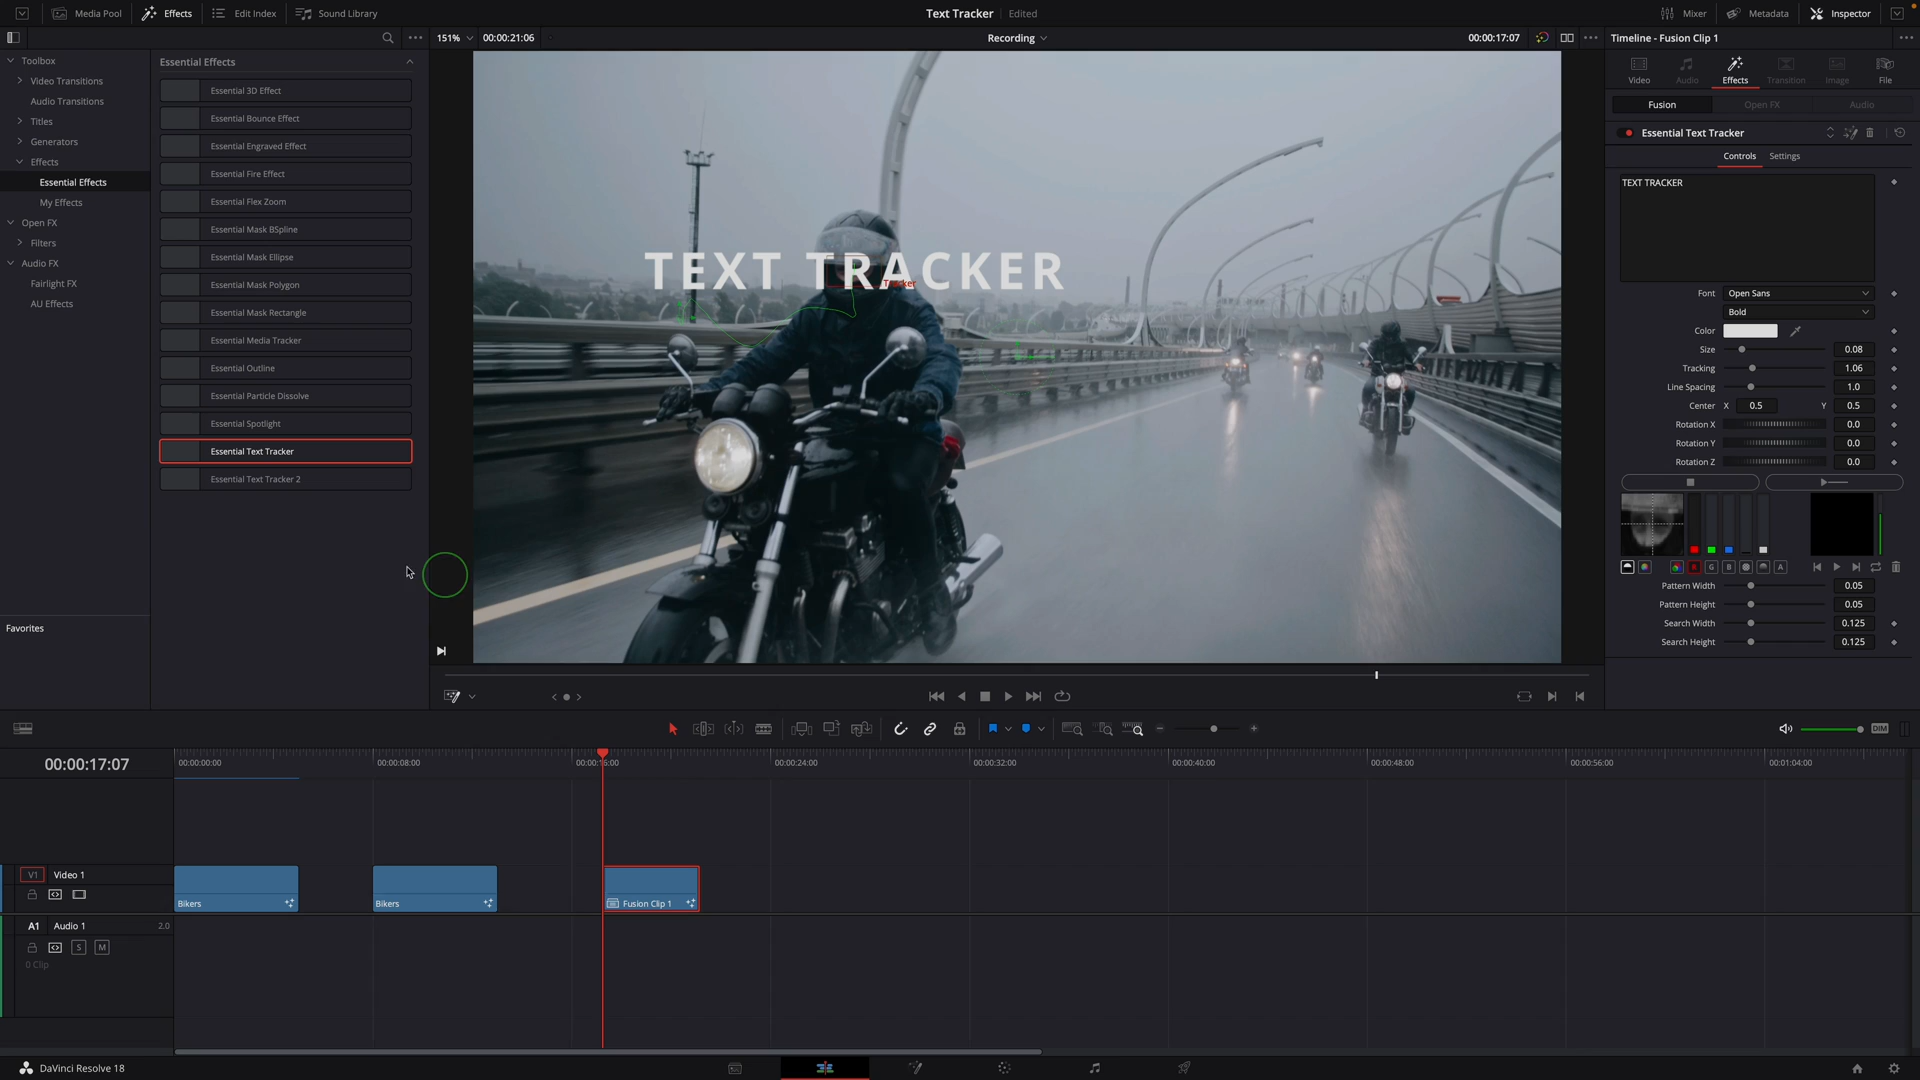 Media Pool
Effects
Edit Index
Sound Library
Text Tracker
Edited
Mixer
Metadata
Inspector
151%
00:00:21:06
Recording
00:00:17:07
Timeline - Fusion Clip 1
Toolbox
Video Transitions
Audio Transitions
Titles
Generators
Effects
Essential Effects
My Effects
Open FX
Filters
Audio FX
Fairlight FX
AU Effects
Favorites
Essential Effects
Essential 3D Effect
Essential Bounce Effect
Essential Engraved Effect
Essential Fire Effect
Essential Flex Zoom
Essential Mask BSpline
Essential Mask Ellipse
Essential Mask Polygon
Essential Mask Rectangle
Essential Media Tracker
Essential Outline
Essential Particle Dissolve
Essential Spotlight
Essential Text Tracker
Essential Text Tracker 2
TEXT TRACKER
Tracker
Video
Audio
Effects
Transition
Image
File
Fusion
Open FX
Audio
Essential Text Tracker
Controls
Settings
TEXT TRACKER
Font
Open Sans
Bold
Color
Size
0.08
Tracking
1.06
Line Spacing
1.0
Center
X
0.5
Y
0.5
Rotation X
0.0
Rotation Y
0.0
Rotation Z
0.0
R
G
B
A
Pattern Width
0.05
Pattern Height
0.05
Search Width
0.125
Search Height
0.125
DIM
00:00:17:07
00:00:00:00
00:00:08:00
00:00:16:00
00:00:24:00
00:00:32:00
00:00:40:00
00:00:48:00
00:00:56:00
00:01:04:00
V1
Video 1
Bikers
Bikers
Fusion Clip 1
A1
Audio 1
2.0
S
M
0 Clip
DaVinci Resolve 18